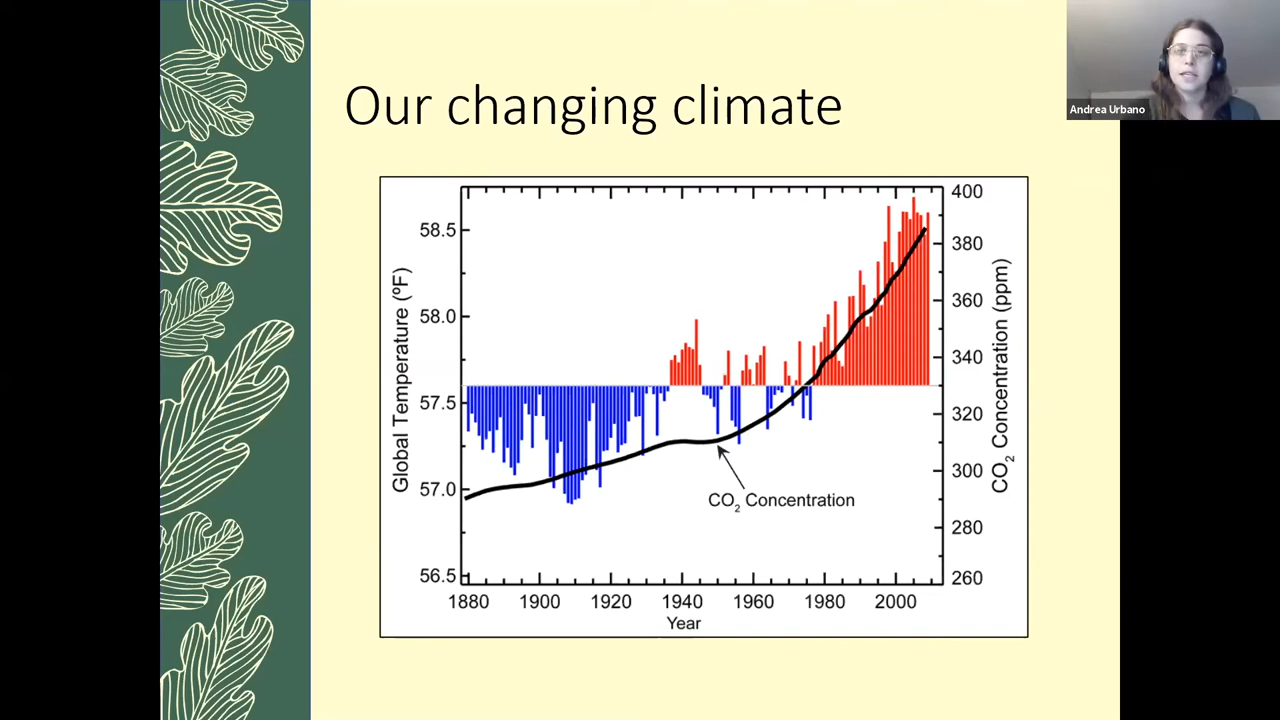 Our changing climate
Andrea Urbano
Global Temperature (ºF)
58.5
58.0
57.5
57.0
56.5
400
380
360
340
320
300
280
260
CO₂ Concentration (ppm)
CO₂ Concentration
1880 1900 1920 1940 1960 1980 2000
Year